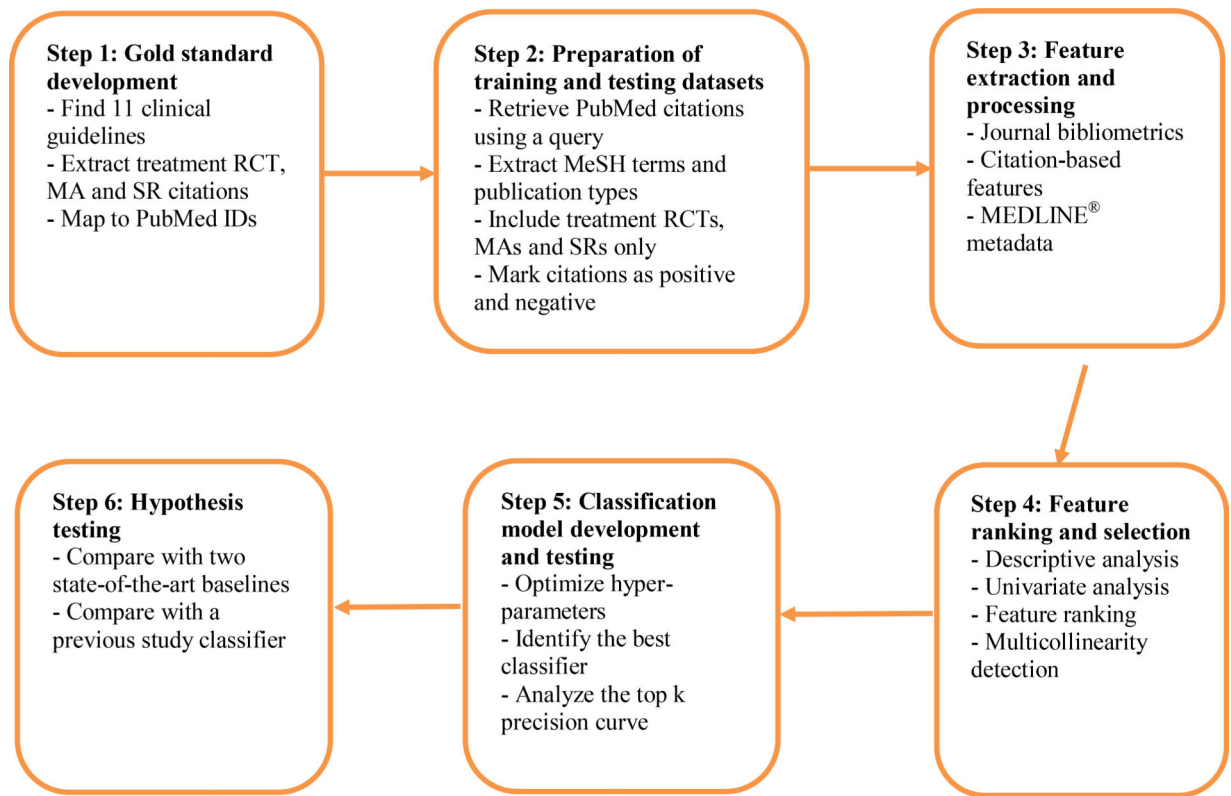 Step 1: Gold standard
development
- Find 11 clinical
guidelines
- Extract treatment RCT,
MA and SR citations
- Map to PubMed IDs
Step 2: Preparation of
training and testing datasets
- Retrieve PubMed citations
using a query
- Extract MeSH terms and
publication types
- Include treatment RCTs,
MAs and SRs only
- Mark citations as positive
and negative
Step 3: Feature
extraction and
processing
- Journal bibliometrics
- Citation-based
features
- MEDLINE®
metadata
Step 4: Feature
ranking and selection
- Descriptive analysis
- Univariate analysis
- Feature ranking
- Multicollinearity
detection
Step 5: Classification
model development
and testing
- Optimize hyper-
parameters
- Identify the best
classifier
- Analyze the top k
precision curve
Step 6: Hypothesis
testing
- Compare with two
state-of-the-art baselines
- Compare with a
previous study classifier